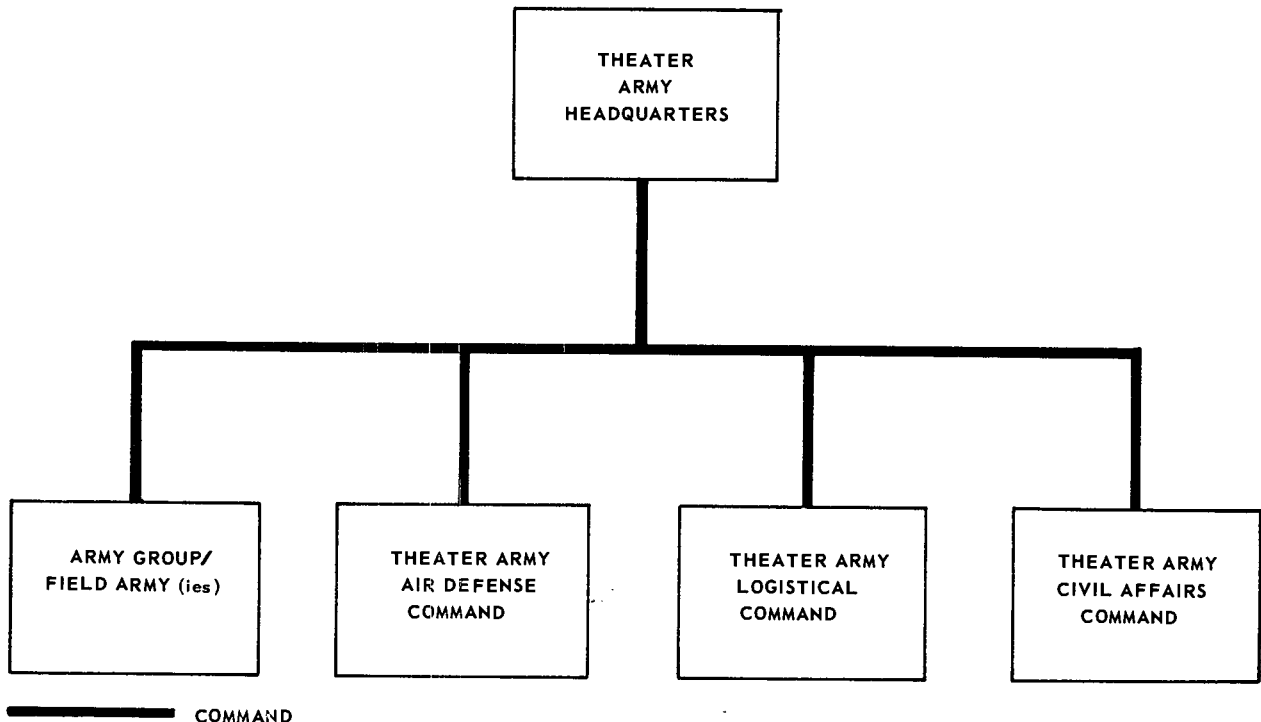 THEATER
ARMY
HEADQUARTERS
ARMY GROUP/
FIELD ARMY (ies)
THEATER ARMY
AIR DEFENSE
COMMAND
THEATER ARMY
LOGISTICAL
COMMAND
THEATER ARMY
CIVIL AFFAIRS
COMMAND
COMMAND